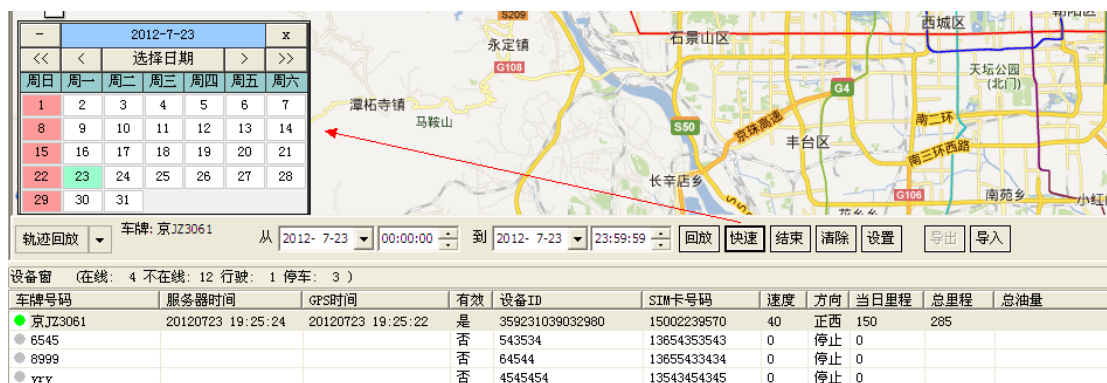 - 2012-7-23 x
<< < 选择日期 > >>
周日 周一 周二 周三 周四 周五 周六
1 2 3 4 5 6 7
8 9 10 11 12 13 14
15 16 17 18 19 20 21
22 23 24 25 26 27 28
29 30 31
S209
西城区
永定镇
石景山区
G108
天坛公园
(北门)
G4
潭柘寺镇
马鞍山
南二环
S50
京珠高速
丰台区
南三环西路
长辛店乡
G106
南苑乡
小红
轨迹回放 车牌: 京JZ3061 从 2012- 7-23 00:00:00 到 2012- 7-23 23:59:59 回放 快速 结束 清除 设置 导出 导入
设备窗 (在线: 4 不在线: 12 行驶: 1 停车: 3 )
车牌号码 服务器时间 GPS时间 有效 设备ID SIM卡号码 速度 方向 当日里程 总里程 总油量
京JZ3061 20120723 19:25:24 20120723 19:25:22 是 359231039032980 15002239570 40 正西 150 285
6545 否 543534 13654353543 0 停止 0
8999 否 64544 13655433434 0 停止 0
yry 否 4545454 13543454345 0 停止 0